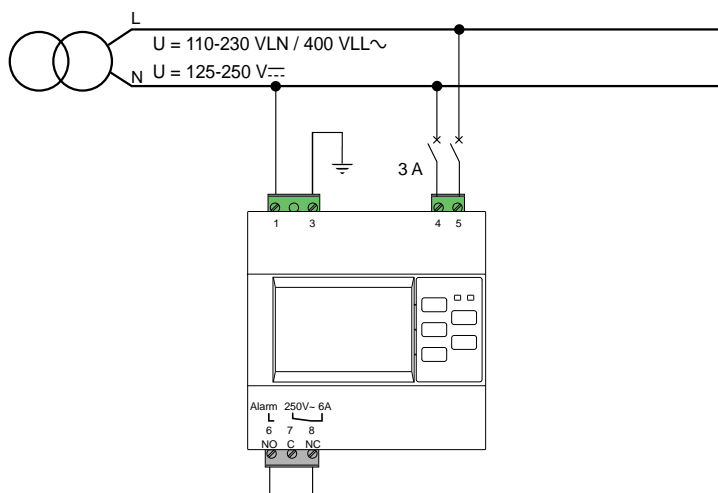 L
U = 110-230 VLN / 400 VLL∼
N U = 125-250 V⎓
3 A
1 3 4 5
Alarm 250V~ 6A
6 7 8
NO C NC